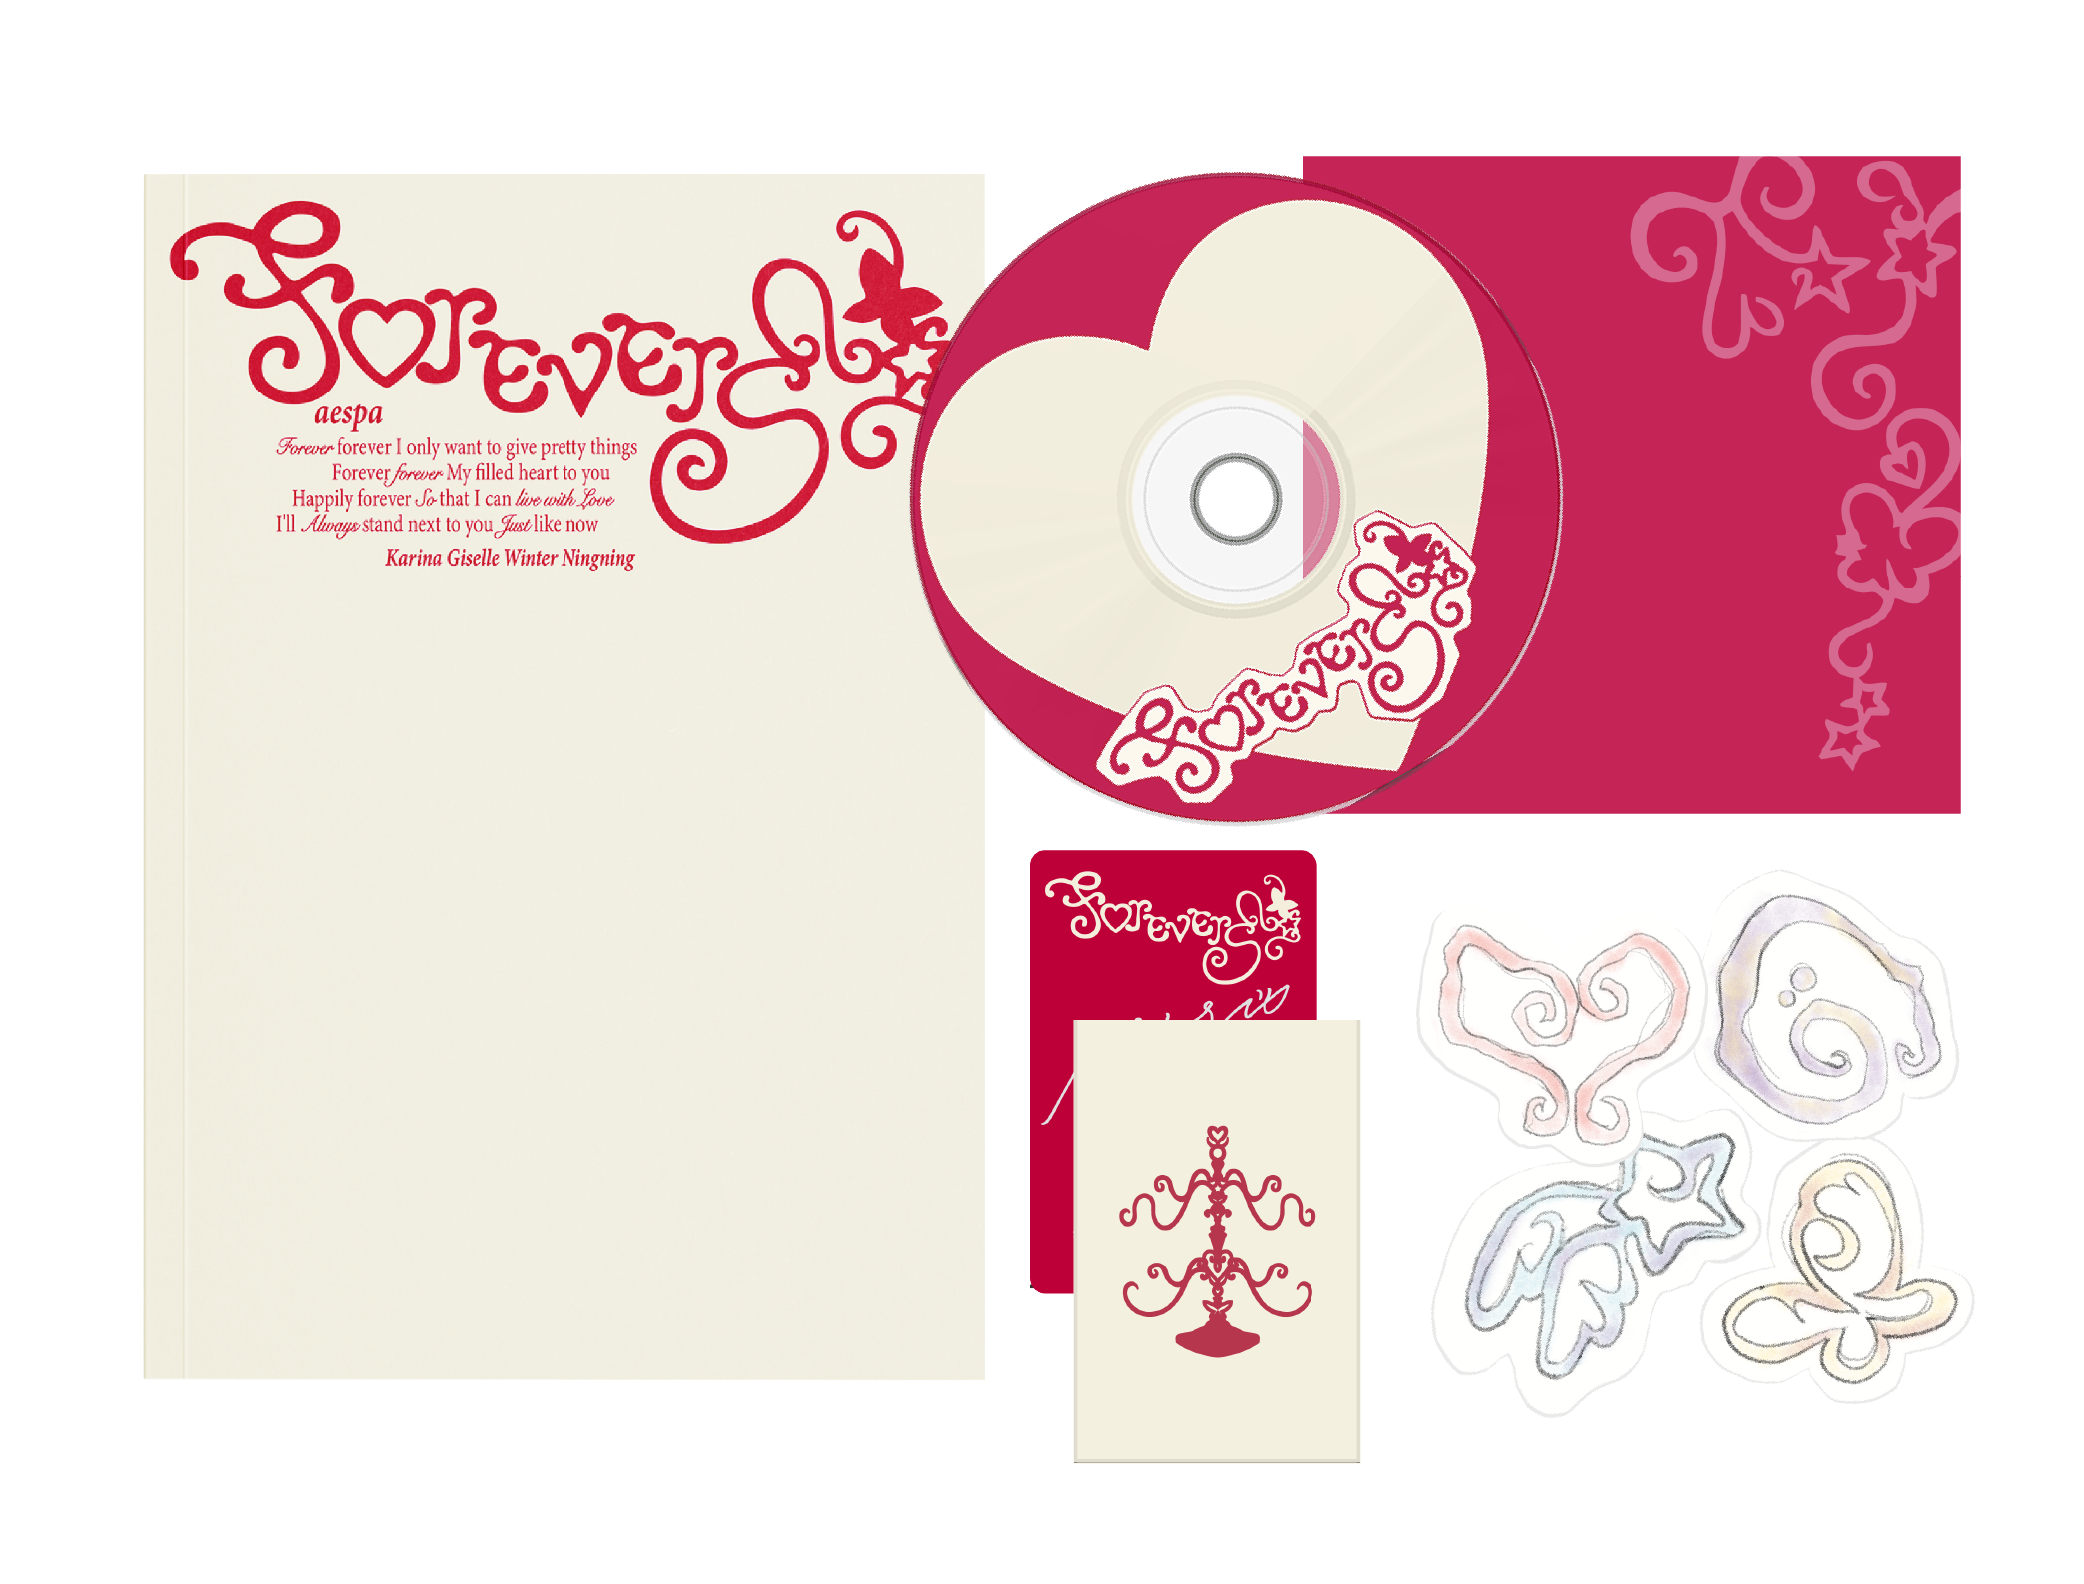 Forever
aespa
Forever forever I only want to give pretty things
Forever forever My filled heart to you
Happily forever So that I can live with Love
I'll Always stand next to you Just like now
Karina Giselle Winter Ningning
Forever
Forever